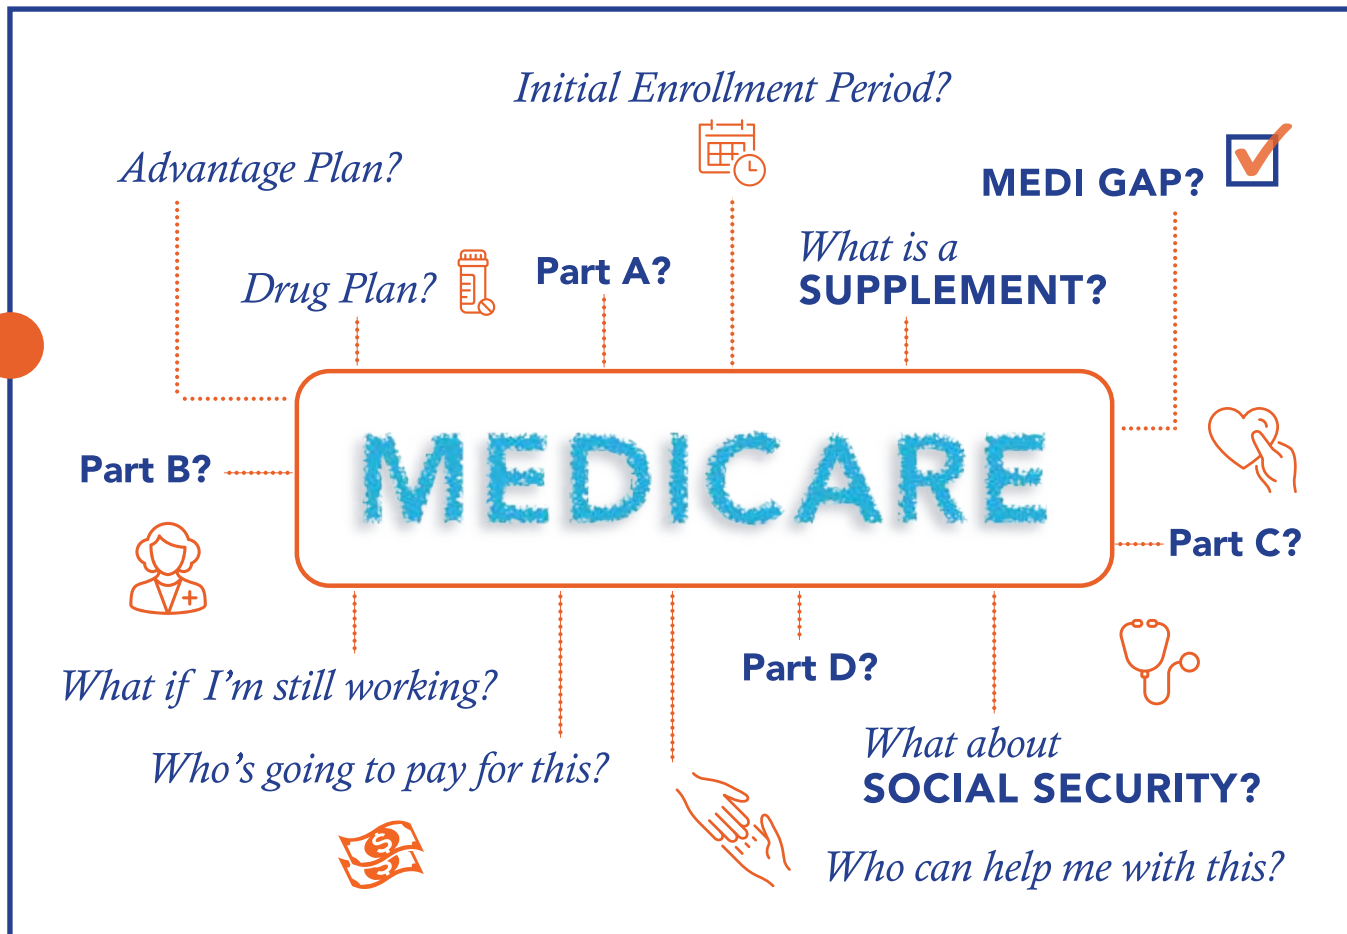 Initial Enrollment Period?
Advantage Plan?
MEDI GAP?
What is a
SUPPLEMENT?
Part A?
Drug Plan?
MEDICARE
Part B?
Part C?
What if I'm still working?
Part D?
Who's going to pay for this?
What about
SOCIAL SECURITY?
Who can help me with this?